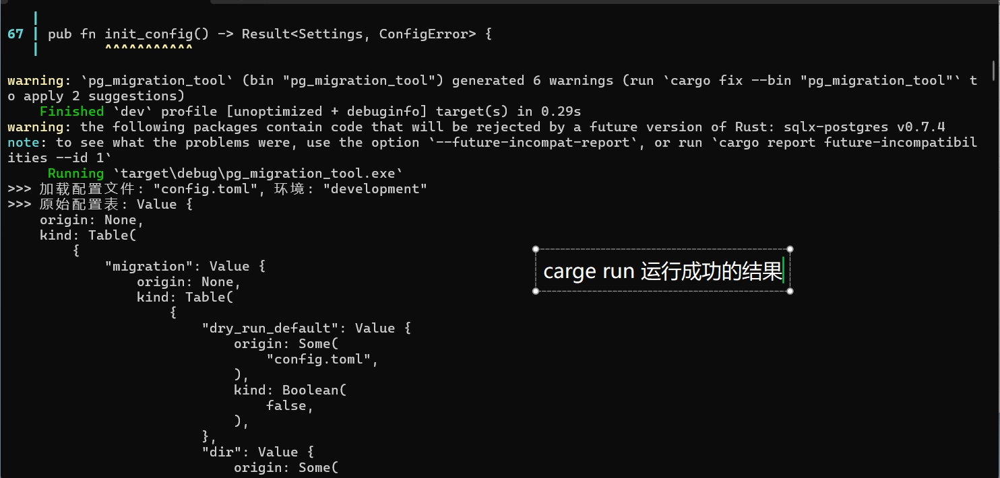 |
67 | pub fn init_config() -> Result<Settings, ConfigError> {
| ^^^^^^^^^^^
warning: `pg_migration_tool` (bin "pg_migration_tool") generated 6 warnings (run `cargo fix --bin "pg_migration_tool"` t
o apply 2 suggestions)
Finished `dev` profile [unoptimized + debuginfo] target(s) in 0.29s
warning: the following packages contain code that will be rejected by a future version of Rust: sqlx-postgres v0.7.4
note: to see what the problems were, use the option `--future-incompat-report`, or run `cargo report future-incompatibil
ities --id 1`
Running `target\debug\pg_migration_tool.exe`
>>> 加载配置文件: "config.toml", 环境: "development"
>>> 原始配置表: Value {
origin: None,
kind: Table(
{
"migration": Value {
carge run 运行成功的结果
origin: None,
kind: Table(
{
"dry_run_default": Value {
origin: Some(
"config.toml",
),
kind: Boolean(
false,
),
},
"dir": Value {
origin: Some(